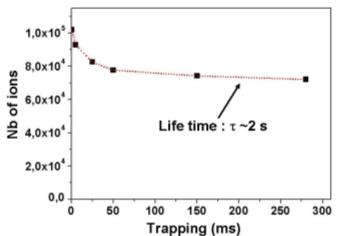 1,0x10⁵
8,0x10⁴
6,0x10⁴
4,0x10⁴
2,0x10⁴
0,0
Nb of ions
Life time : τ ~2 s
0 50 100 150 200 250 300
Trapping (ms)